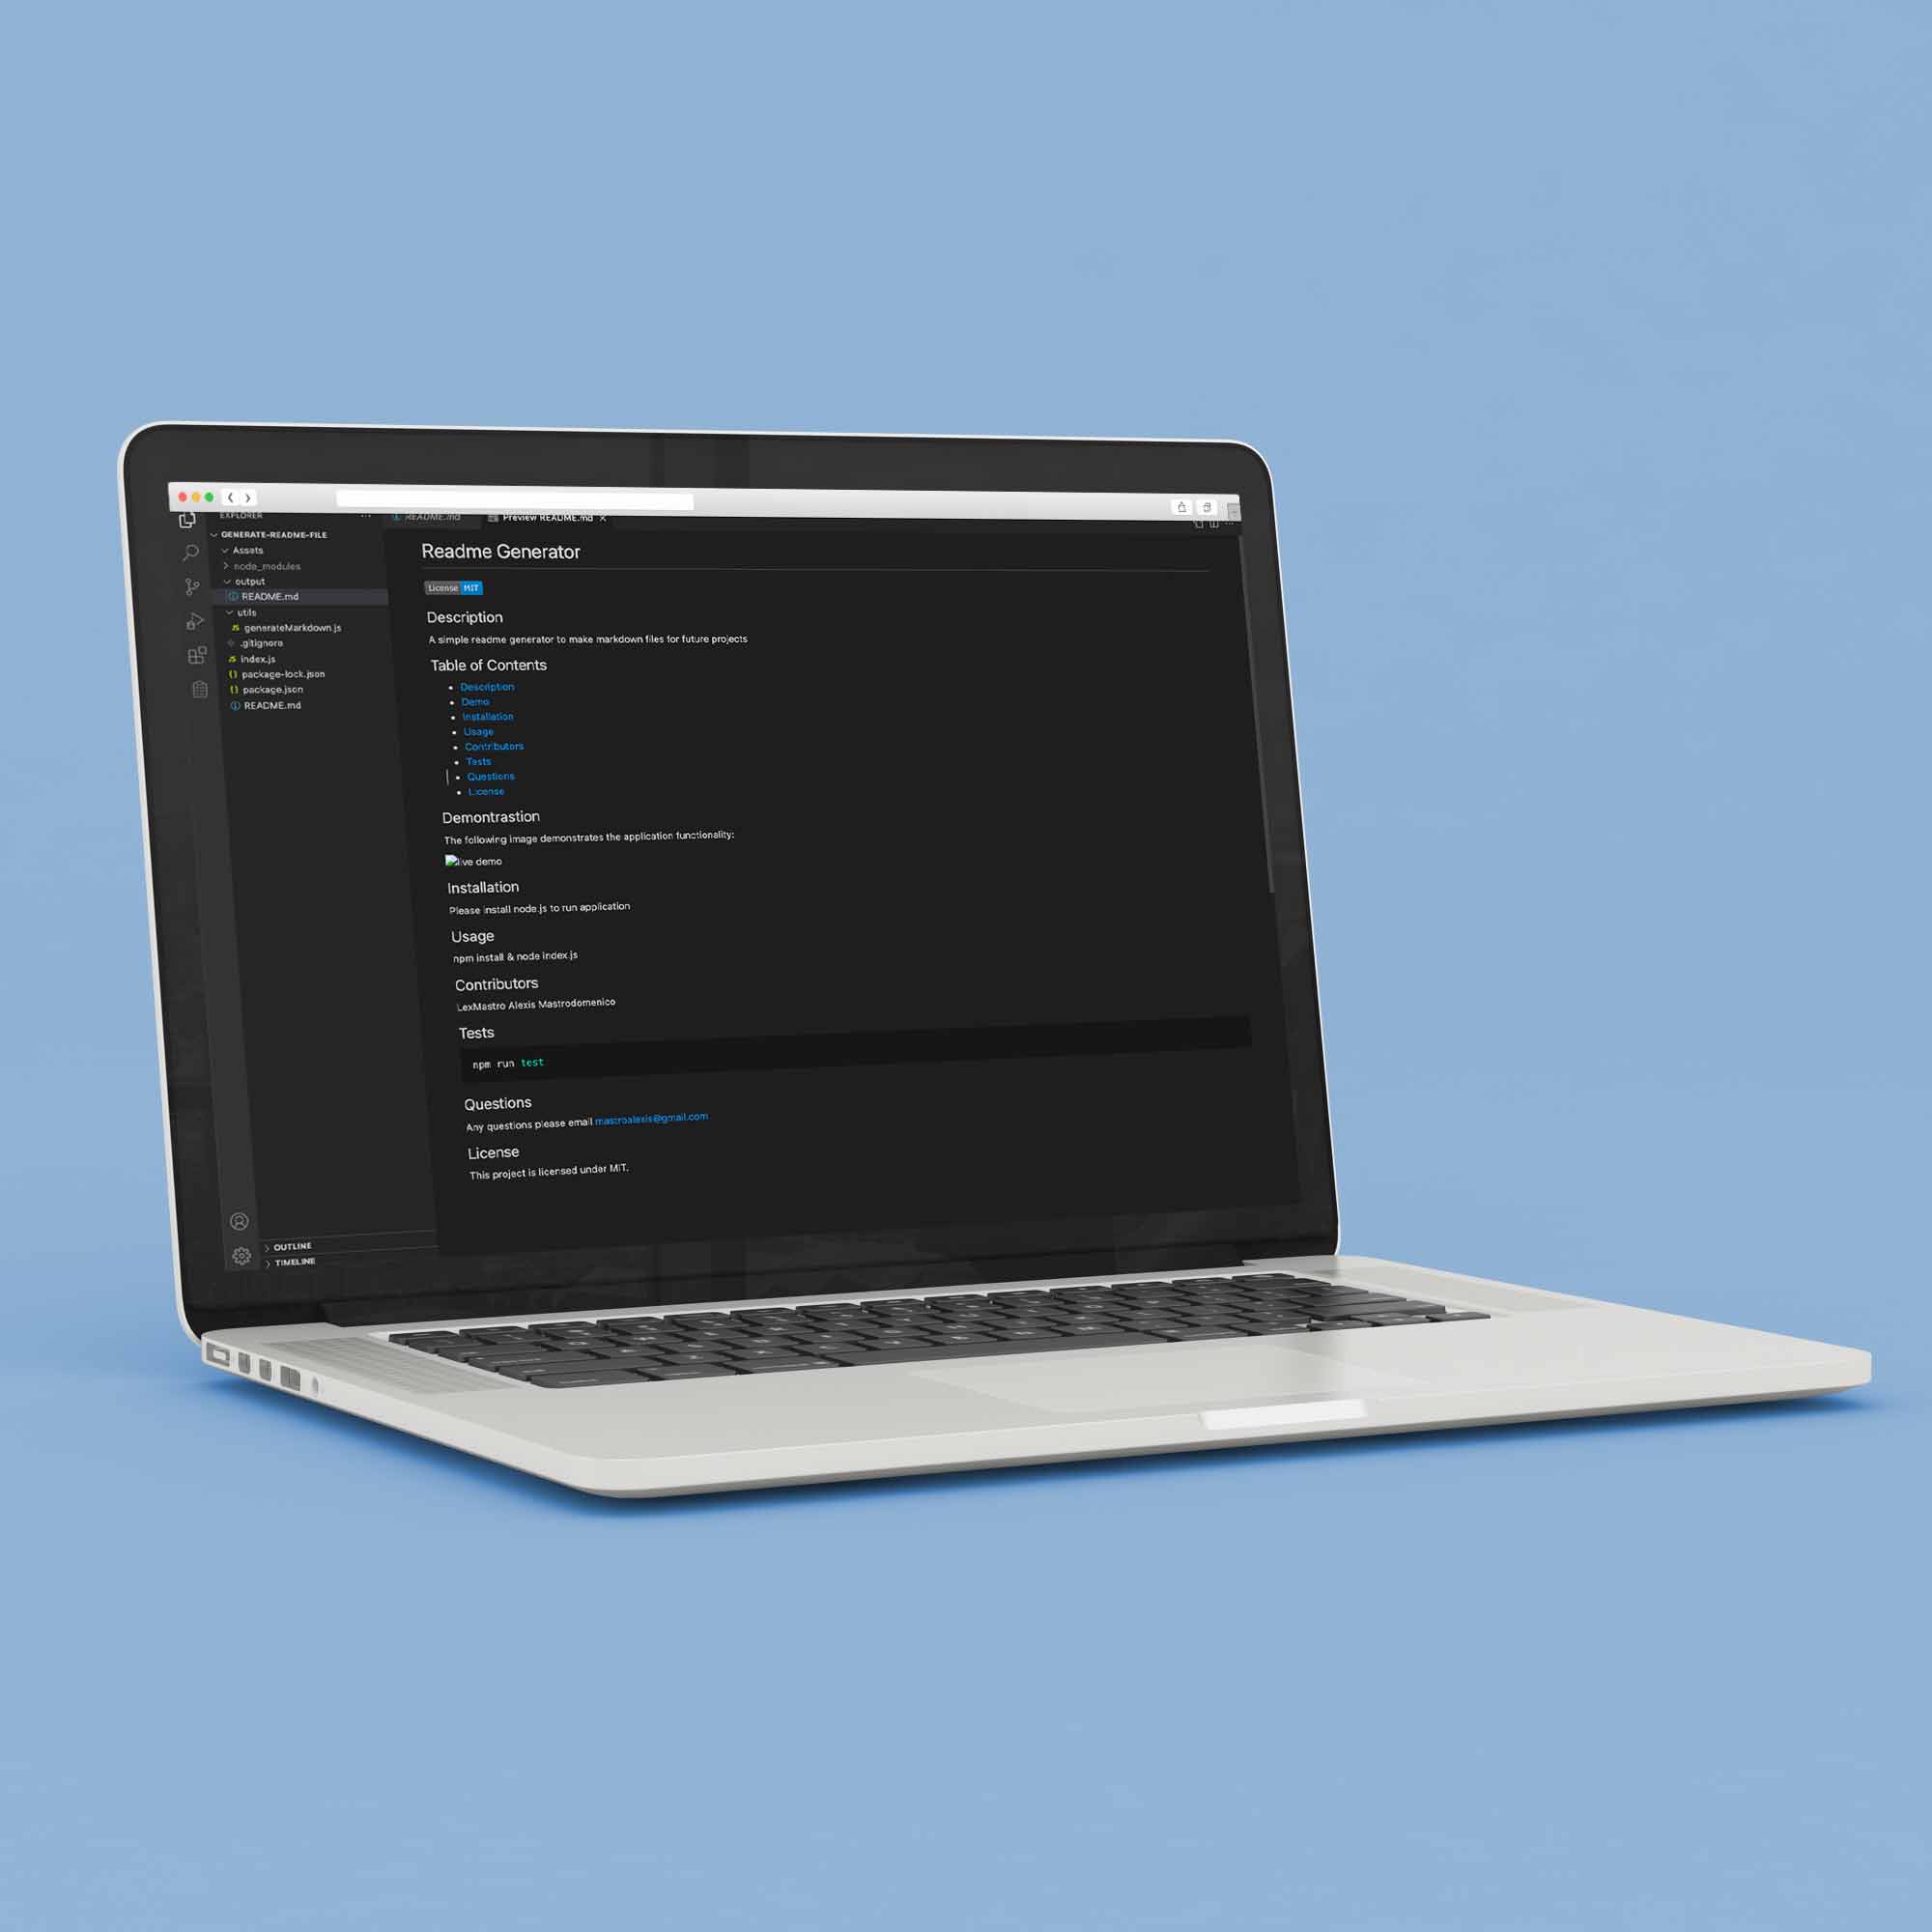 EXPLORER
GENERATE-README-FILE
Assets
node_modules
output
README.md
utils
generateMarkdown.js
.gitignore
index.js
package-lock.json
package.json
README.md
OUTLINE
TIMELINE
README.md
Preview README.md
Readme Generator
License MIT
Description
A simple readme generator to make markdown files for future projects
Table of Contents
Description
Demo
Installation
Usage
Contributors
Tests
Questions
License
Demontrastion
The following image demonstrates the application functionality:
live demo
Installation
Please install node.js to run application
Usage
npm install & node index.js
Contributors
LexMastro Alexis Mastrodomenico
Tests
npm run test
Questions
Any questions please email mastroalexis@gmail.com
License
This project is licensed under MIT.